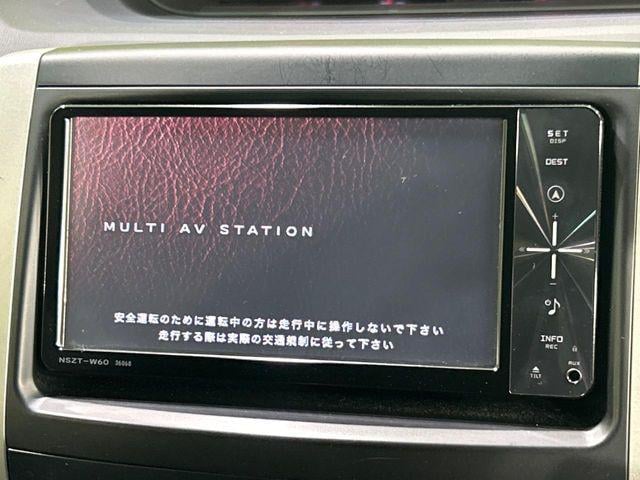 MULTI AV STATION
安全運転のために運転中の方は走行中に操作しないで下さい
走行する際は実際の交通規制に従って下さい
NSZT-W60 36068
SET
DISP
DEST
+
−
INFO
REC
TILT
AUX